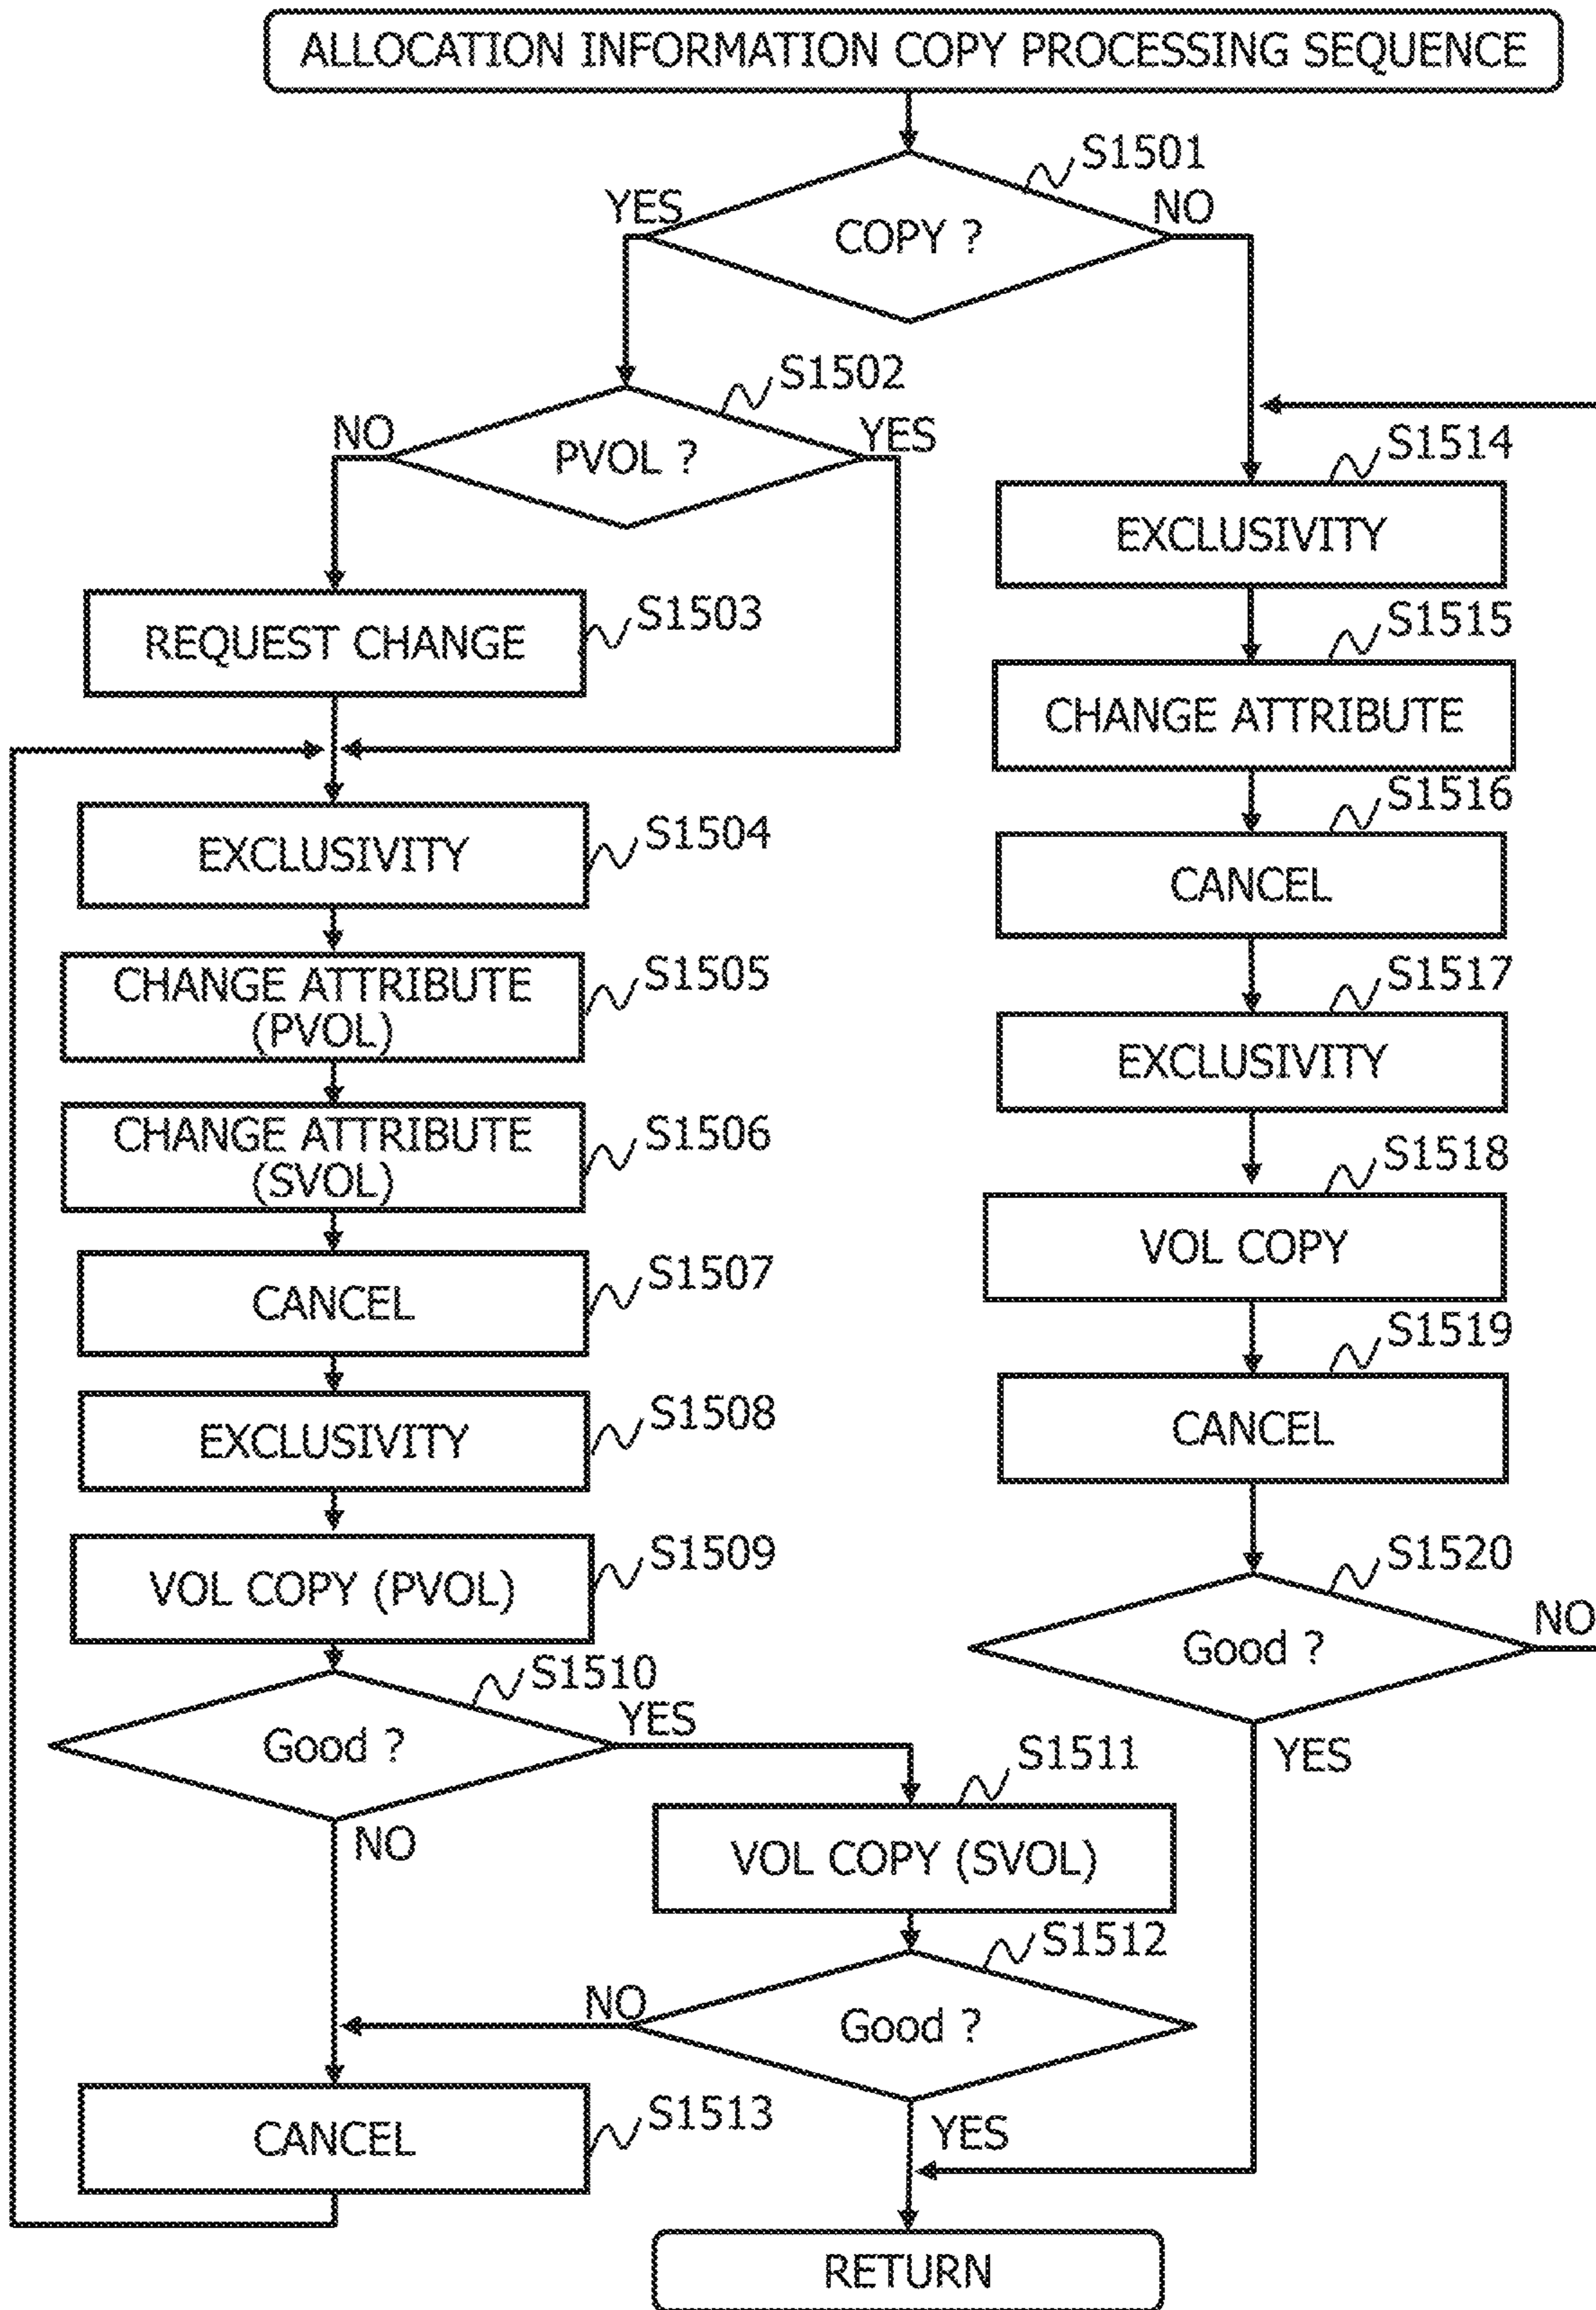 ALLOCATION INFORMATION COPY PROCESSING SEQUENCE
S1501
YES
NO
COPY ?
S1502
NO
YES
PVOL ?
S1514
EXCLUSIVITY
S1503
REQUEST CHANGE
S1515
CHANGE ATTRIBUTE
S1504
EXCLUSIVITY
S1516
CANCEL
S1505
CHANGE ATTRIBUTE
(PVOL)
S1517
EXCLUSIVITY
S1506
CHANGE ATTRIBUTE
(SVOL)
S1518
VOL COPY
S1507
CANCEL
S1519
CANCEL
S1508
EXCLUSIVITY
S1509
VOL COPY (PVOL)
S1520
NO
Good ?
YES
S1510
YES
Good ?
NO
S1511
VOL COPY (SVOL)
S1512
NO
Good ?
YES
S1513
CANCEL
RETURN